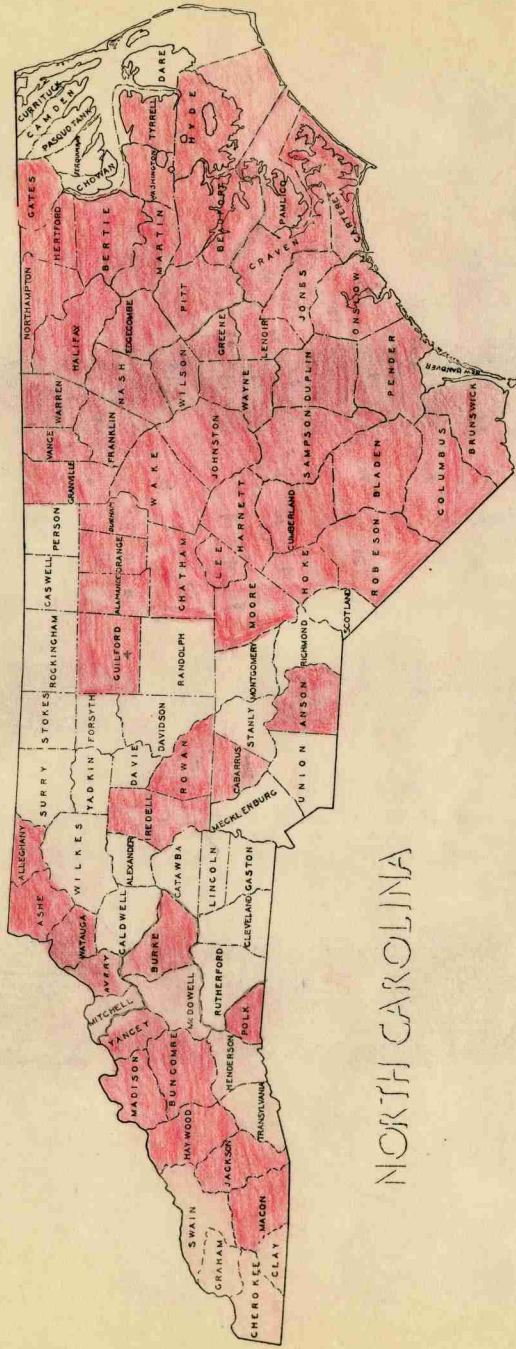 CHEROKEE
CLAY
GRAHAM
SWAIN
MACON
JACKSON
HAYWOOD
TRANSYLVANIA
HENDERSON
BUNCOMBE
MADISON
YANCEY
MITCHELL
AVERY
McDOWELL
POLK
RUTHERFORD
BURKE
CALDWELL
WATAUGA
ASHE
ALLEGHANY
WILKES
ALEXANDER
CATAWBA
LINCOLN
CLEVELAND
GASTON
MECKLENBURG
IREDELL
SURRY
YADKIN
DAVIE
ROWAN
CABARRUS
UNION
STANLY
DAVIDSON
FORSYTH
STOKES
ROCKINGHAM
GUILFORD
RANDOLPH
MONTGOMERY
ANSON
RICHMOND
SCOTLAND
CASWELL
ALAMANCE
ORANGE
CHATHAM
MOORE
LEE
HOKE
ROBESON
PERSON
DURHAM
GRANVILLE
VANCE
WARREN
FRANKLIN
WAKE
HARNETT
CUMBERLAND
BLADEN
COLUMBUS
BRUNSWICK
JOHNSTON
SAMPSON
NORTHAMPTON
HALIFAX
NASH
EDGECOMBE
WILSON
WAYNE
GREENE
LENOIR
DUPLIN
PENDER
NEW HANOVER
ONSLOW
JONES
GATES
HERTFORD
BERTIE
MARTIN
PITT
BEAUFORT
CRAVEN
PAMLICO
CARTERET
CURRITUCK
CAMDEN
PASQUOTANK
CHOWAN
WASHINGTON
TYRRELL
DARE
HYDE
NORTH CAROLINA